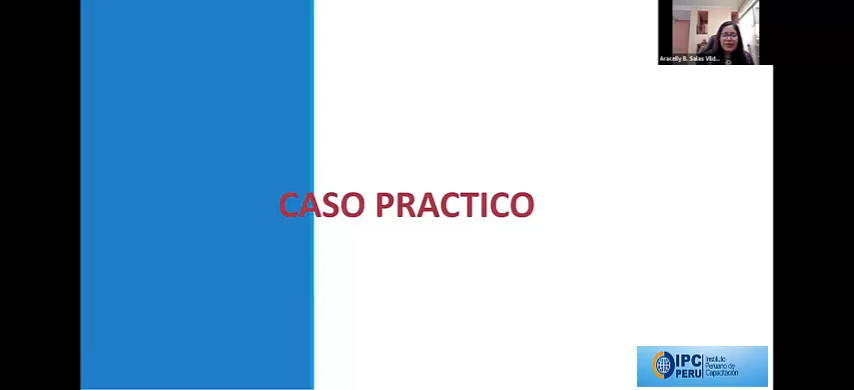 Aracelly B. Salas Vild...
CASO PRACTICO
IPC
PERU
Instituto
Peruano de
Capacitación